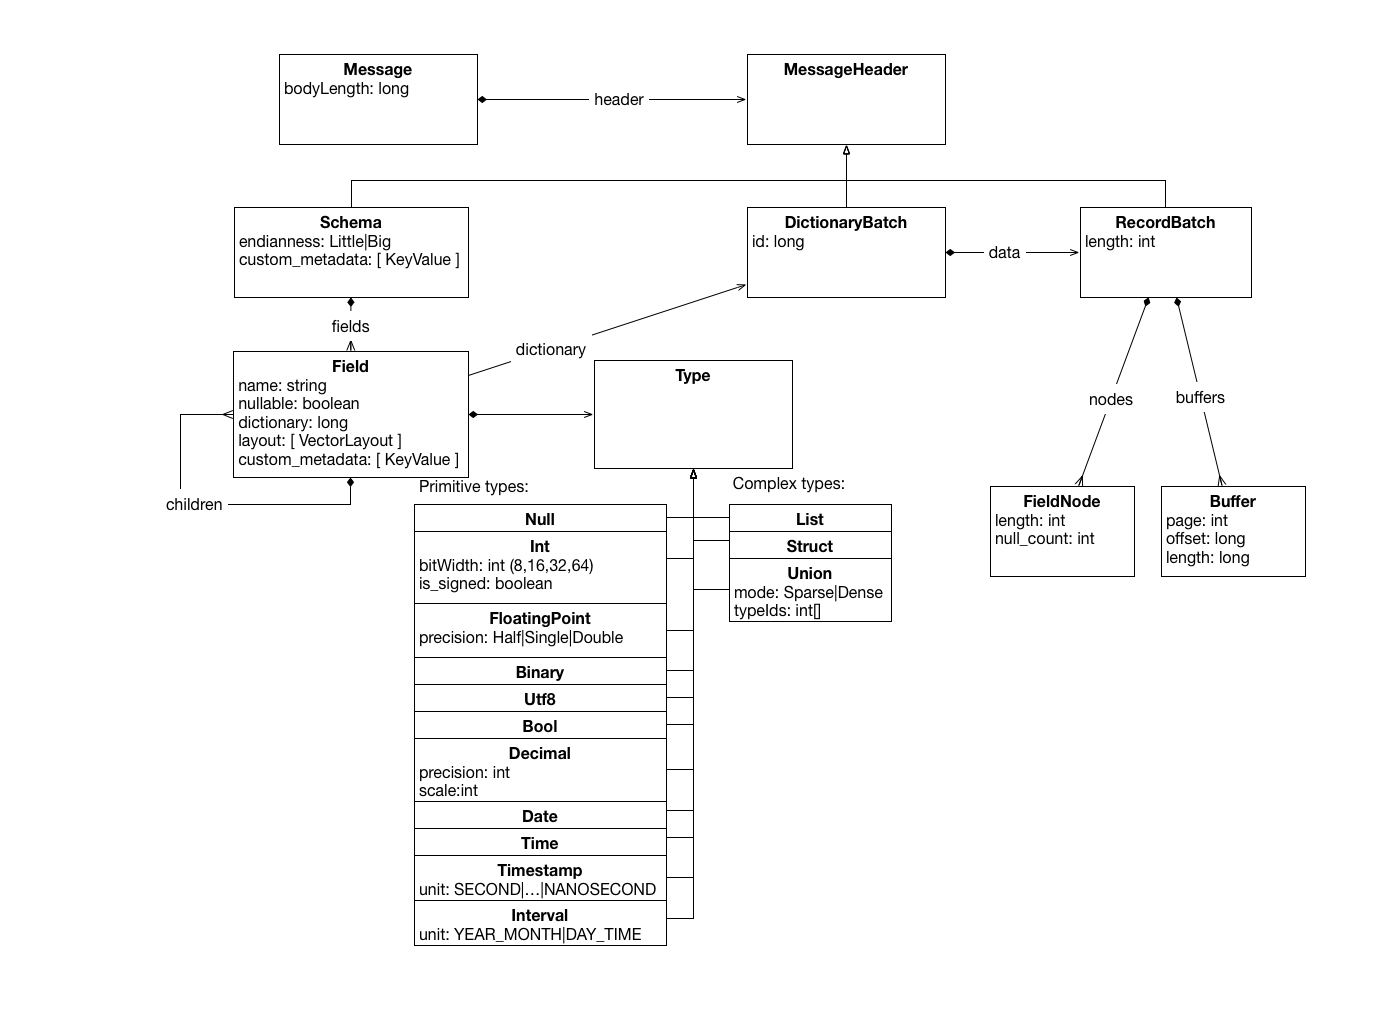 Message
bodyLength: long
header
MessageHeader
Schema
endianness: Little|Big
custom_metadata: [ KeyValue ]
DictionaryBatch
id: long
data
RecordBatch
length: int
fields
dictionary
Field
name: string
nullable: boolean
dictionary: long
layout: [ VectorLayout ]
custom_metadata: [ KeyValue ]
children
Type
nodes
buffers
FieldNode
length: int
null_count: int
Buffer
page: int
offset: long
length: long
Primitive types:
Null
Int
bitWidth: int (8,16,32,64)
is_signed: boolean
FloatingPoint
precision: Half|Single|Double
Binary
Utf8
Bool
Decimal
precision: int
scale:int
Date
Time
Timestamp
unit: SECOND|…|NANOSECOND
Interval
unit: YEAR_MONTH|DAY_TIME
Complex types:
List
Struct
Union
mode: Sparse|Dense
typeIds: int[]